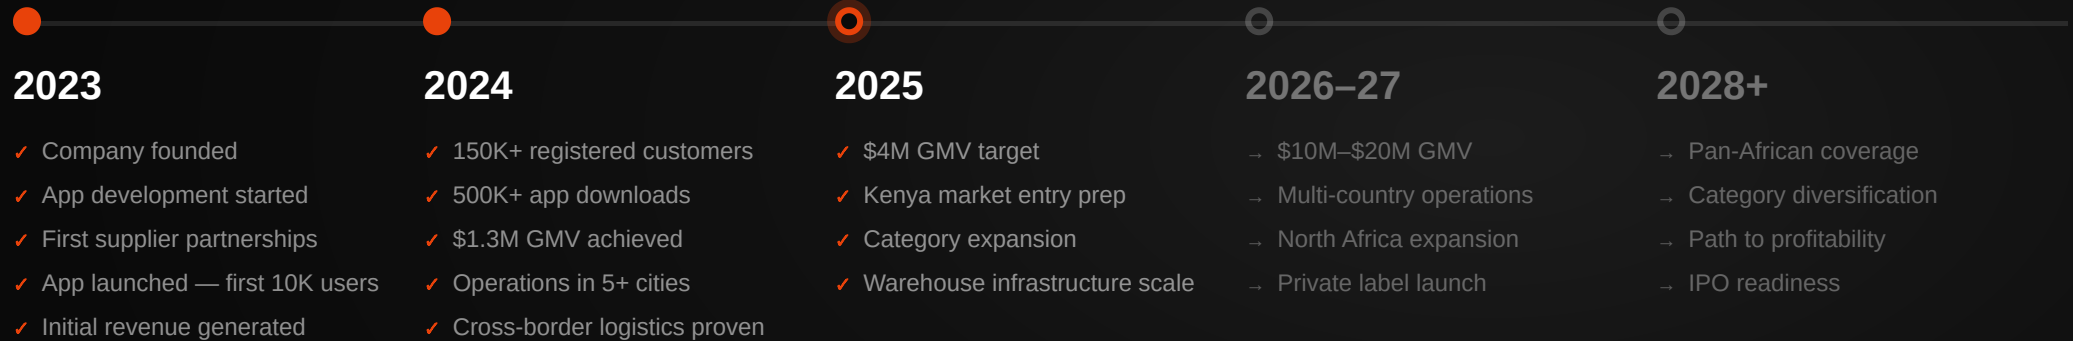 2023
✓ Company founded
✓ App development started
✓ First supplier partnerships
✓ App launched — first 10K users
✓ Initial revenue generated
2024
✓ 150K+ registered customers
✓ 500K+ app downloads
✓ $1.3M GMV achieved
✓ Operations in 5+ cities
✓ Cross-border logistics proven
2025
✓ $4M GMV target
✓ Kenya market entry prep
✓ Category expansion
✓ Warehouse infrastructure scale
2026–27
→ $10M–$20M GMV
→ Multi-country operations
→ North Africa expansion
→ Private label launch
2028+
→ Pan-African coverage
→ Category diversification
→ Path to profitability
→ IPO readiness